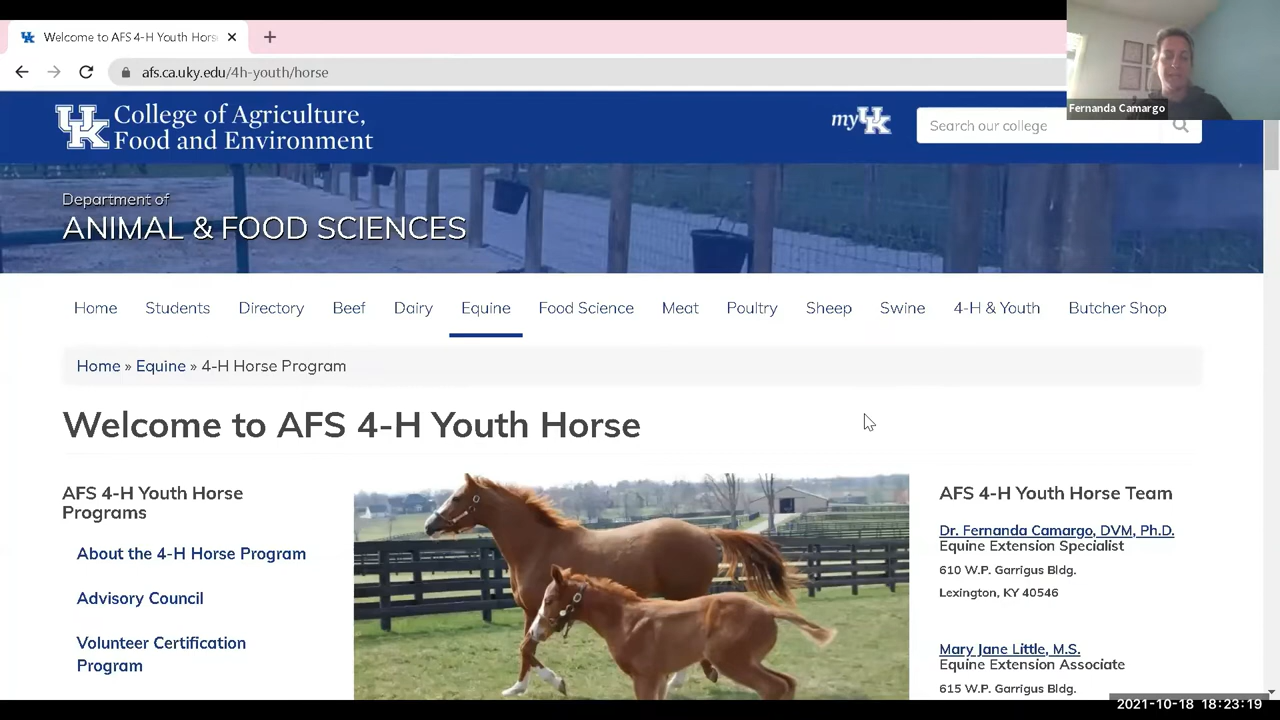 Welcome to AFS 4-H Youth Hors
afs.ca.uky.edu/4h-youth/horse
Fernanda Camargo
UK College of Agriculture,
Food and Environment
myUK
Search our college
Department of
ANIMAL & FOOD SCIENCES
Home Students Directory Beef Dairy Equine Food Science Meat Poultry Sheep Swine 4-H & Youth Butcher Shop
Home » Equine » 4-H Horse Program
Welcome to AFS 4-H Youth Horse
AFS 4-H Youth Horse
Programs
About the 4-H Horse Program
Advisory Council
Volunteer Certification
Program
AFS 4-H Youth Horse Team
Dr. Fernanda Camargo, DVM, Ph.D.
Equine Extension Specialist
610 W.P. Garrigus Bldg.
Lexington, KY 40546
Mary Jane Little, M.S.
Equine Extension Associate
615 W.P. Garrigus Bldg.
2021-10-18 18:23:19